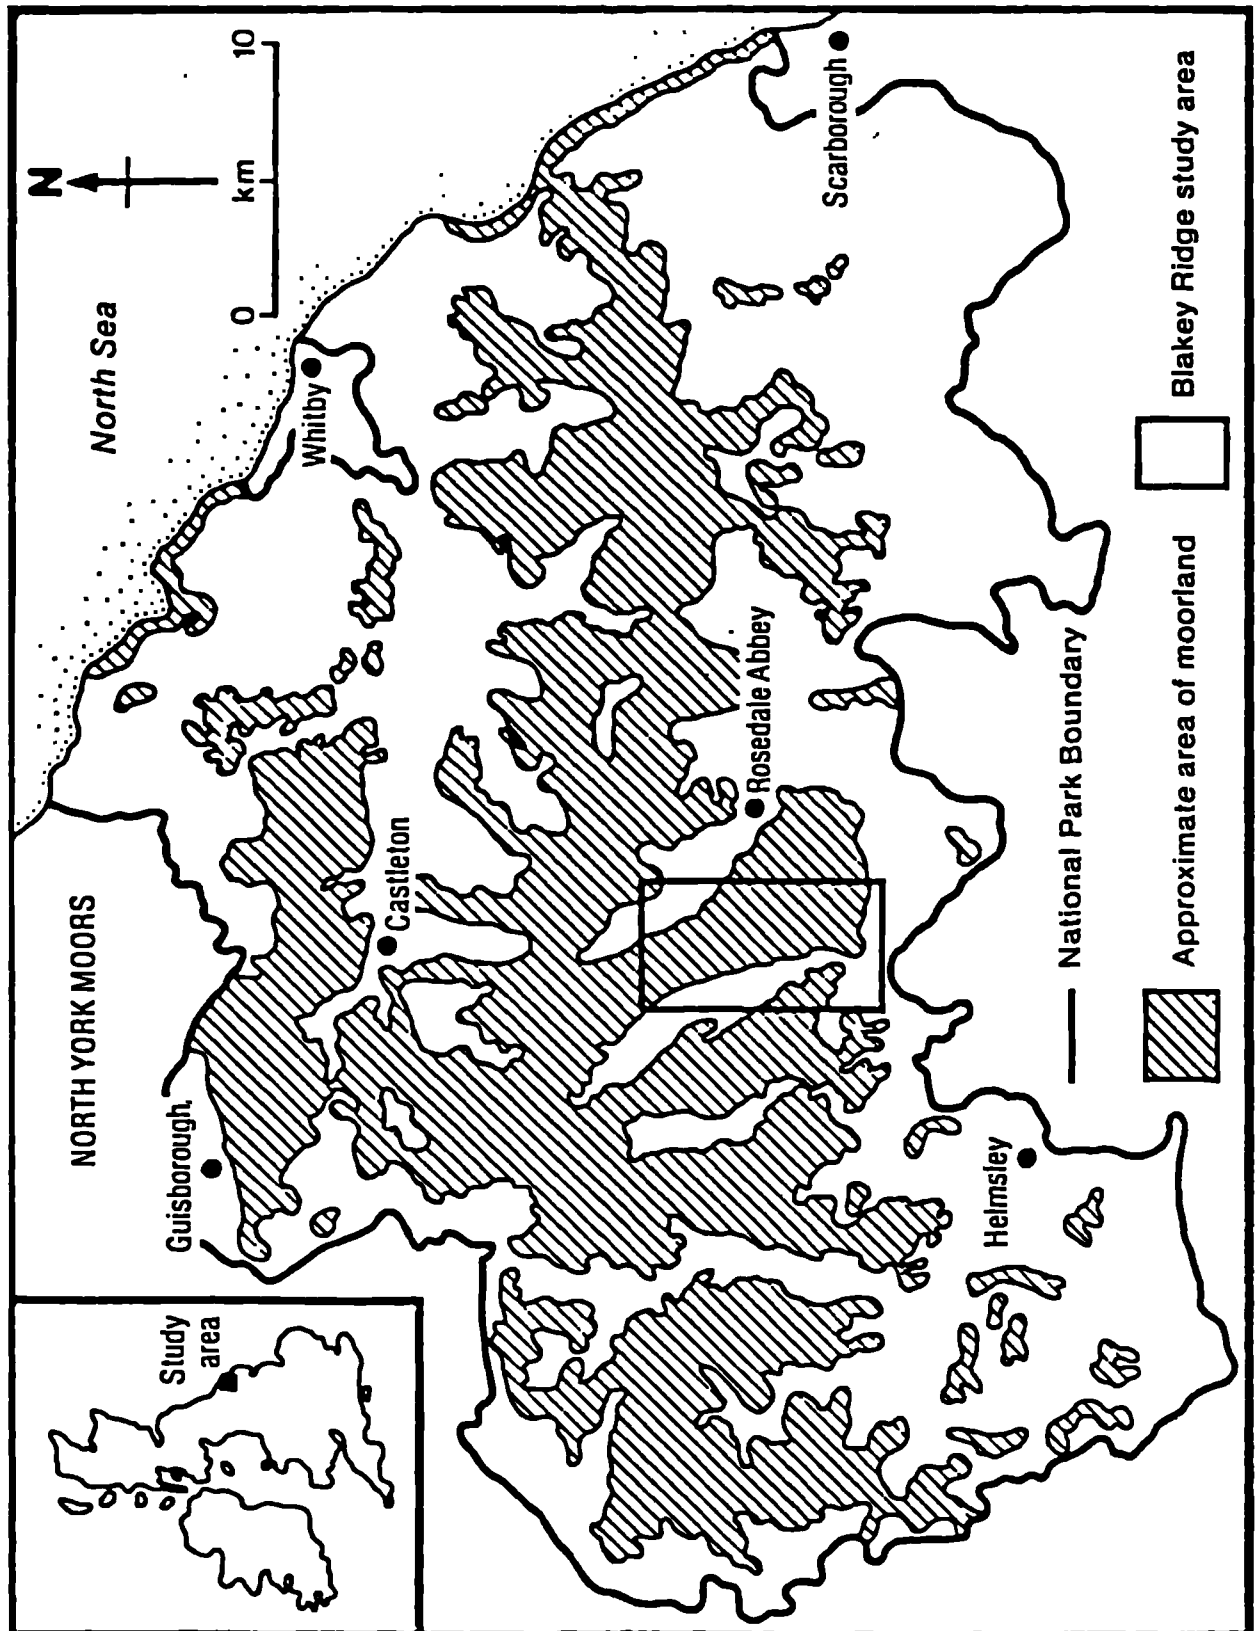 NORTH YORK MOORS
North Sea
N
0
km
10
Study
area
Guisborough
Castleton
Whitby
Scarborough
Rosedale Abbey
Helmsley
National Park Boundary
Approximate area of moorland
Blakey Ridge study area